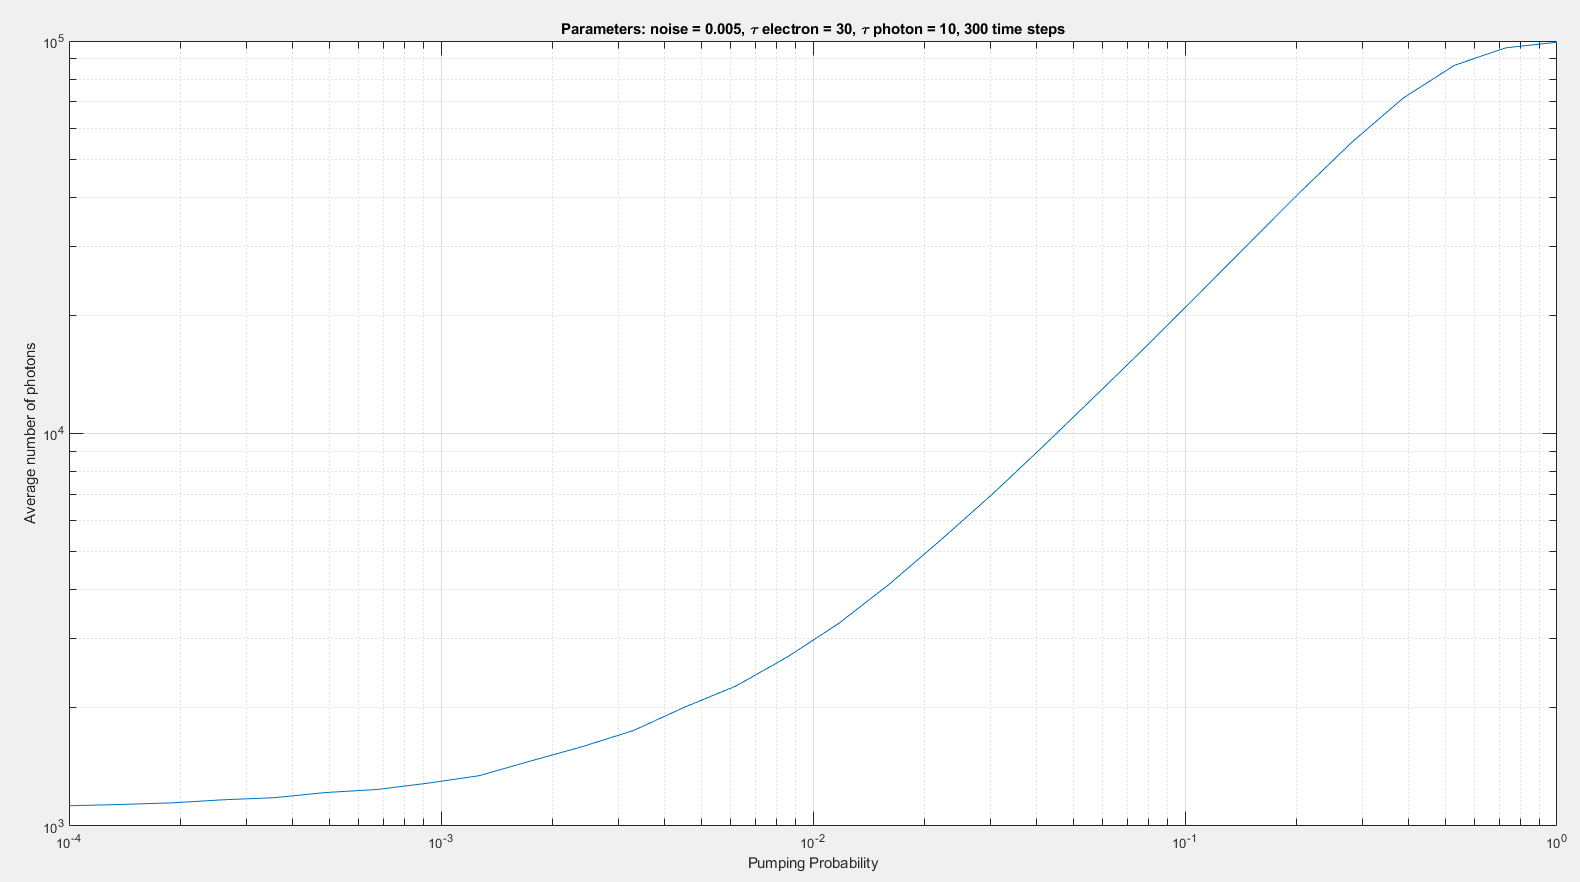 Parameters: noise = 0.005, τ electron = 30, τ photon = 10, 300 time steps
10^5
10^4
10^3
Average number of photons
10^-4 10^-3 10^-2 10^-1 10^0
Pumping Probability